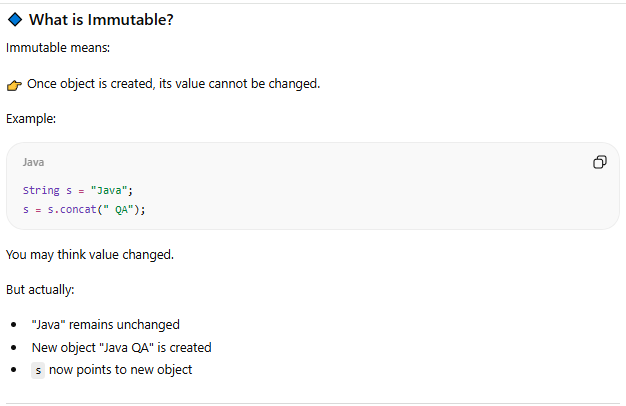 What is Immutable?
Immutable means:
👉 Once object is created, its value cannot be changed.
Example:
Java
String s = "Java";
s = s.concat(" QA");
You may think value changed.
But actually:
• "Java" remains unchanged
• New object "Java QA" is created
• s now points to new object